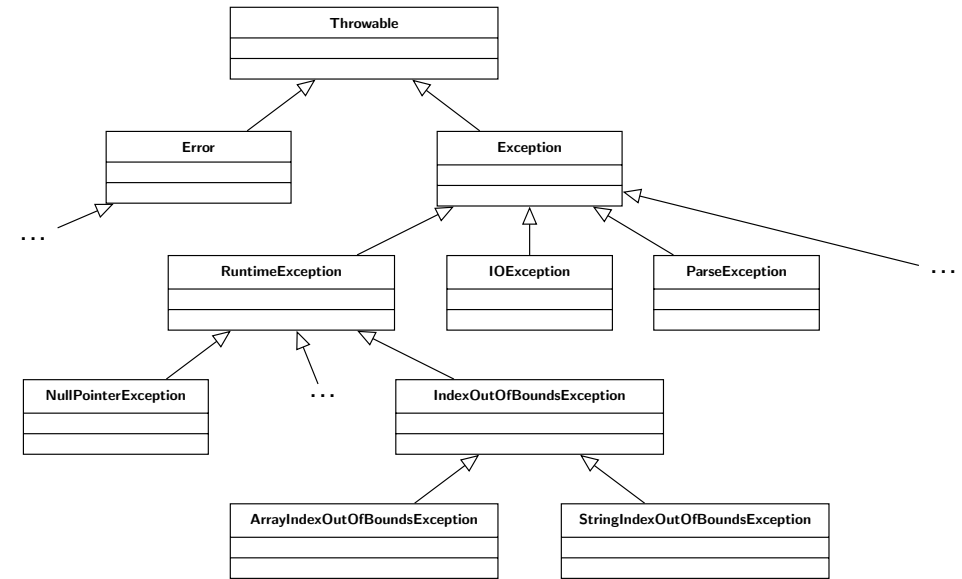 Throwable
Error
Exception
...
RuntimeException
IOException
ParseException
...
NullPointerException
...
IndexOutOfBoundsException
ArrayIndexOutOfBoundsException
StringIndexOutOfBoundsException